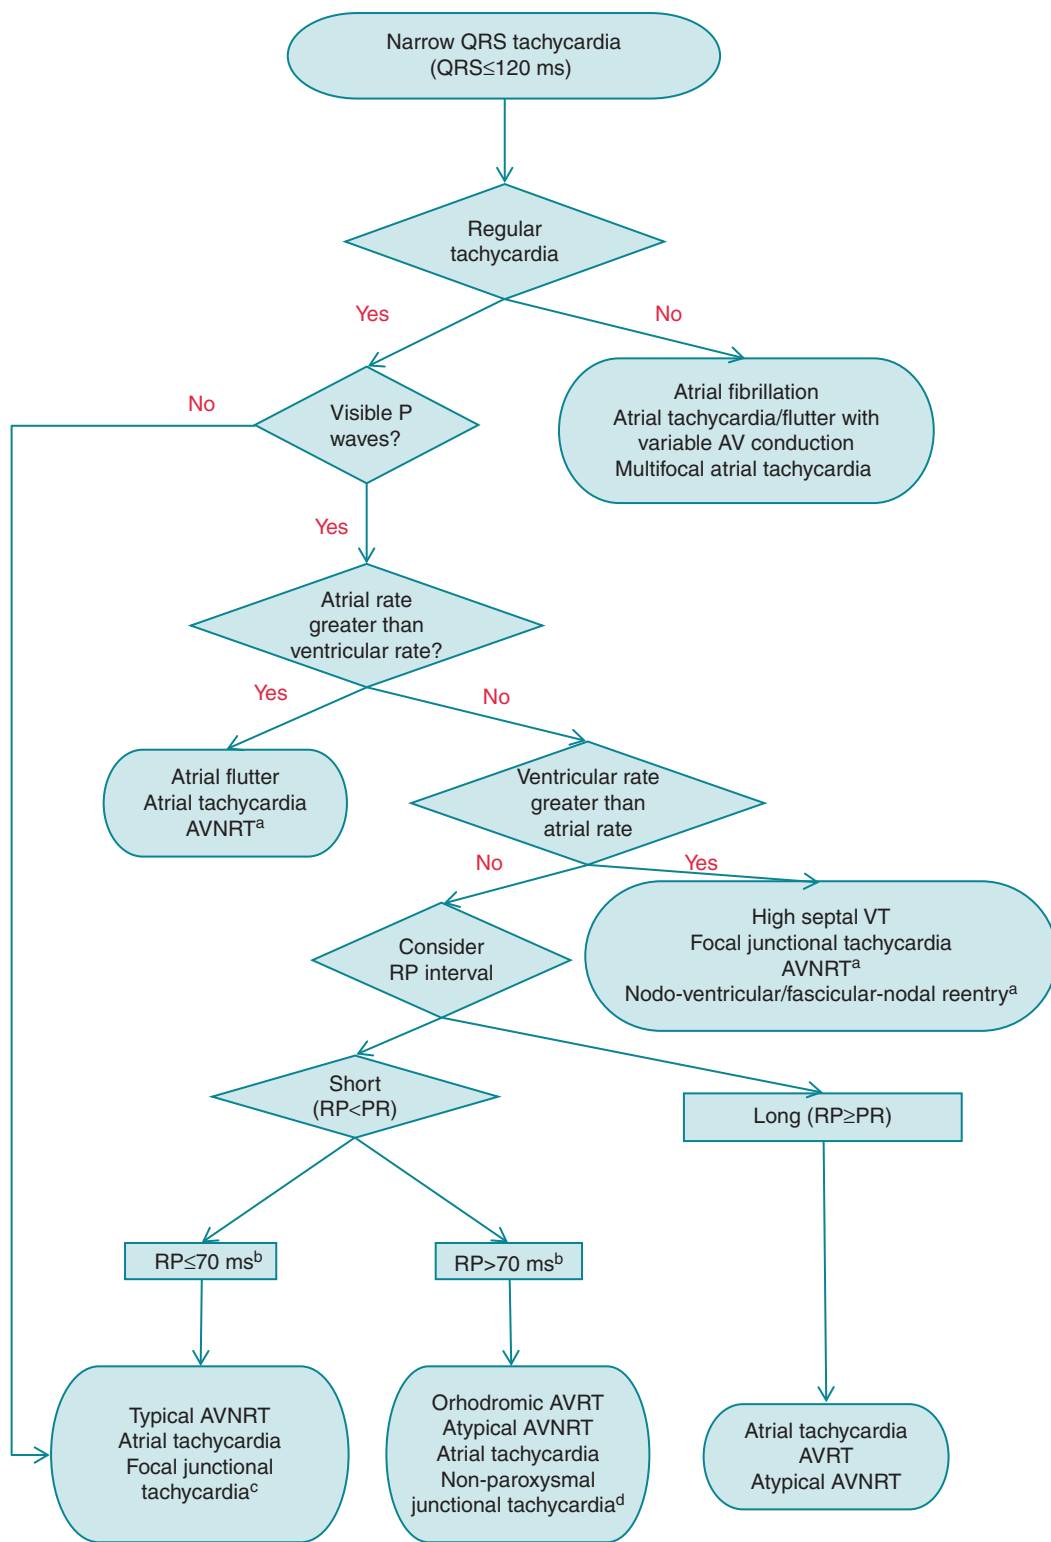 Narrow QRS tachycardia
(QRS≤120 ms)
Regular
tachycardia
Yes
No
Atrial fibrillation
Atrial tachycardia/flutter with
variable AV conduction
Multifocal atrial tachycardia
No
Visible P
waves?
Yes
Atrial rate
greater than
ventricular rate?
Yes
No
Atrial flutter
Atrial tachycardia
AVNRTᵃ
Ventricular rate
greater than
atrial rate
No
Yes
High septal VT
Focal junctional tachycardia
AVNRTᵃ
Nodo-ventricular/fascicular-nodal reentryᵃ
Consider
RP interval
Short
(RP<PR)
Long (RP≥PR)
RP≤70 msᵇ
RP>70 msᵇ
Typical AVNRT
Atrial tachycardia
Focal junctional
tachycardiaᶜ
Orhodromic AVRT
Atypical AVNRT
Atrial tachycardia
Non-paroxysmal
junctional tachycardiaᵈ
Atrial tachycardia
AVRT
Atypical AVNRT